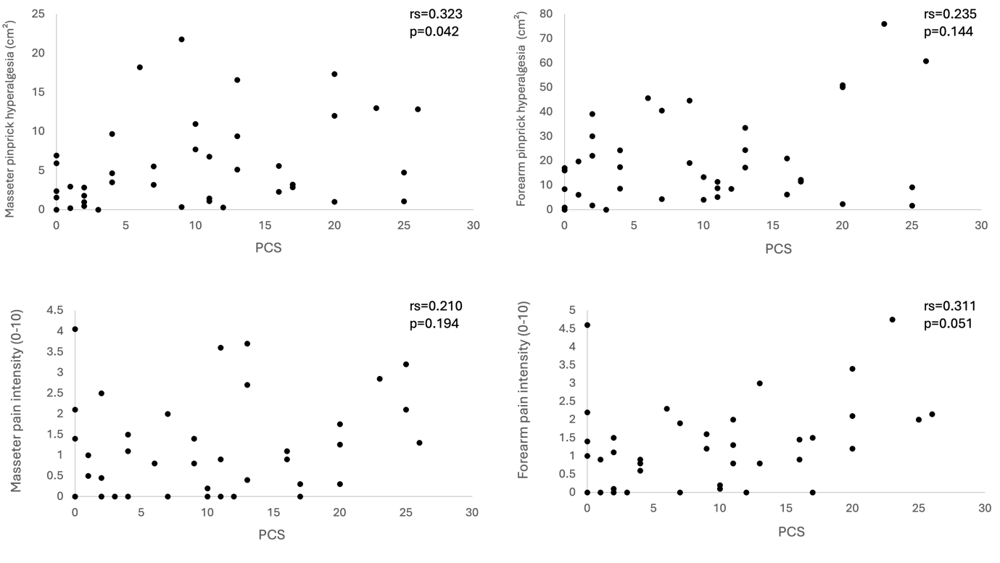 rs=0.323
p=0.042
Masseter pinprick hyperalgesia (cm²)
25
20
15
10
5
0
0 5 10 15 20 25 30
PCS
rs=0.235
p=0.144
Forearm pinprick hyperalgesia (cm²)
80
70
60
50
40
30
20
10
0
0 5 10 15 20 25 30
PCS
rs=0.210
p=0.194
Masseter pain intensity (0-10)
4.5
4
3.5
3
2.5
2
1.5
1
0.5
0
0 5 10 15 20 25 30
PCS
rs=0.311
p=0.051
Forearm pain intensity (0-10)
5
4.5
4
3.5
3
2.5
2
1.5
1
0.5
0
0 5 10 15 20 25 30
PCS